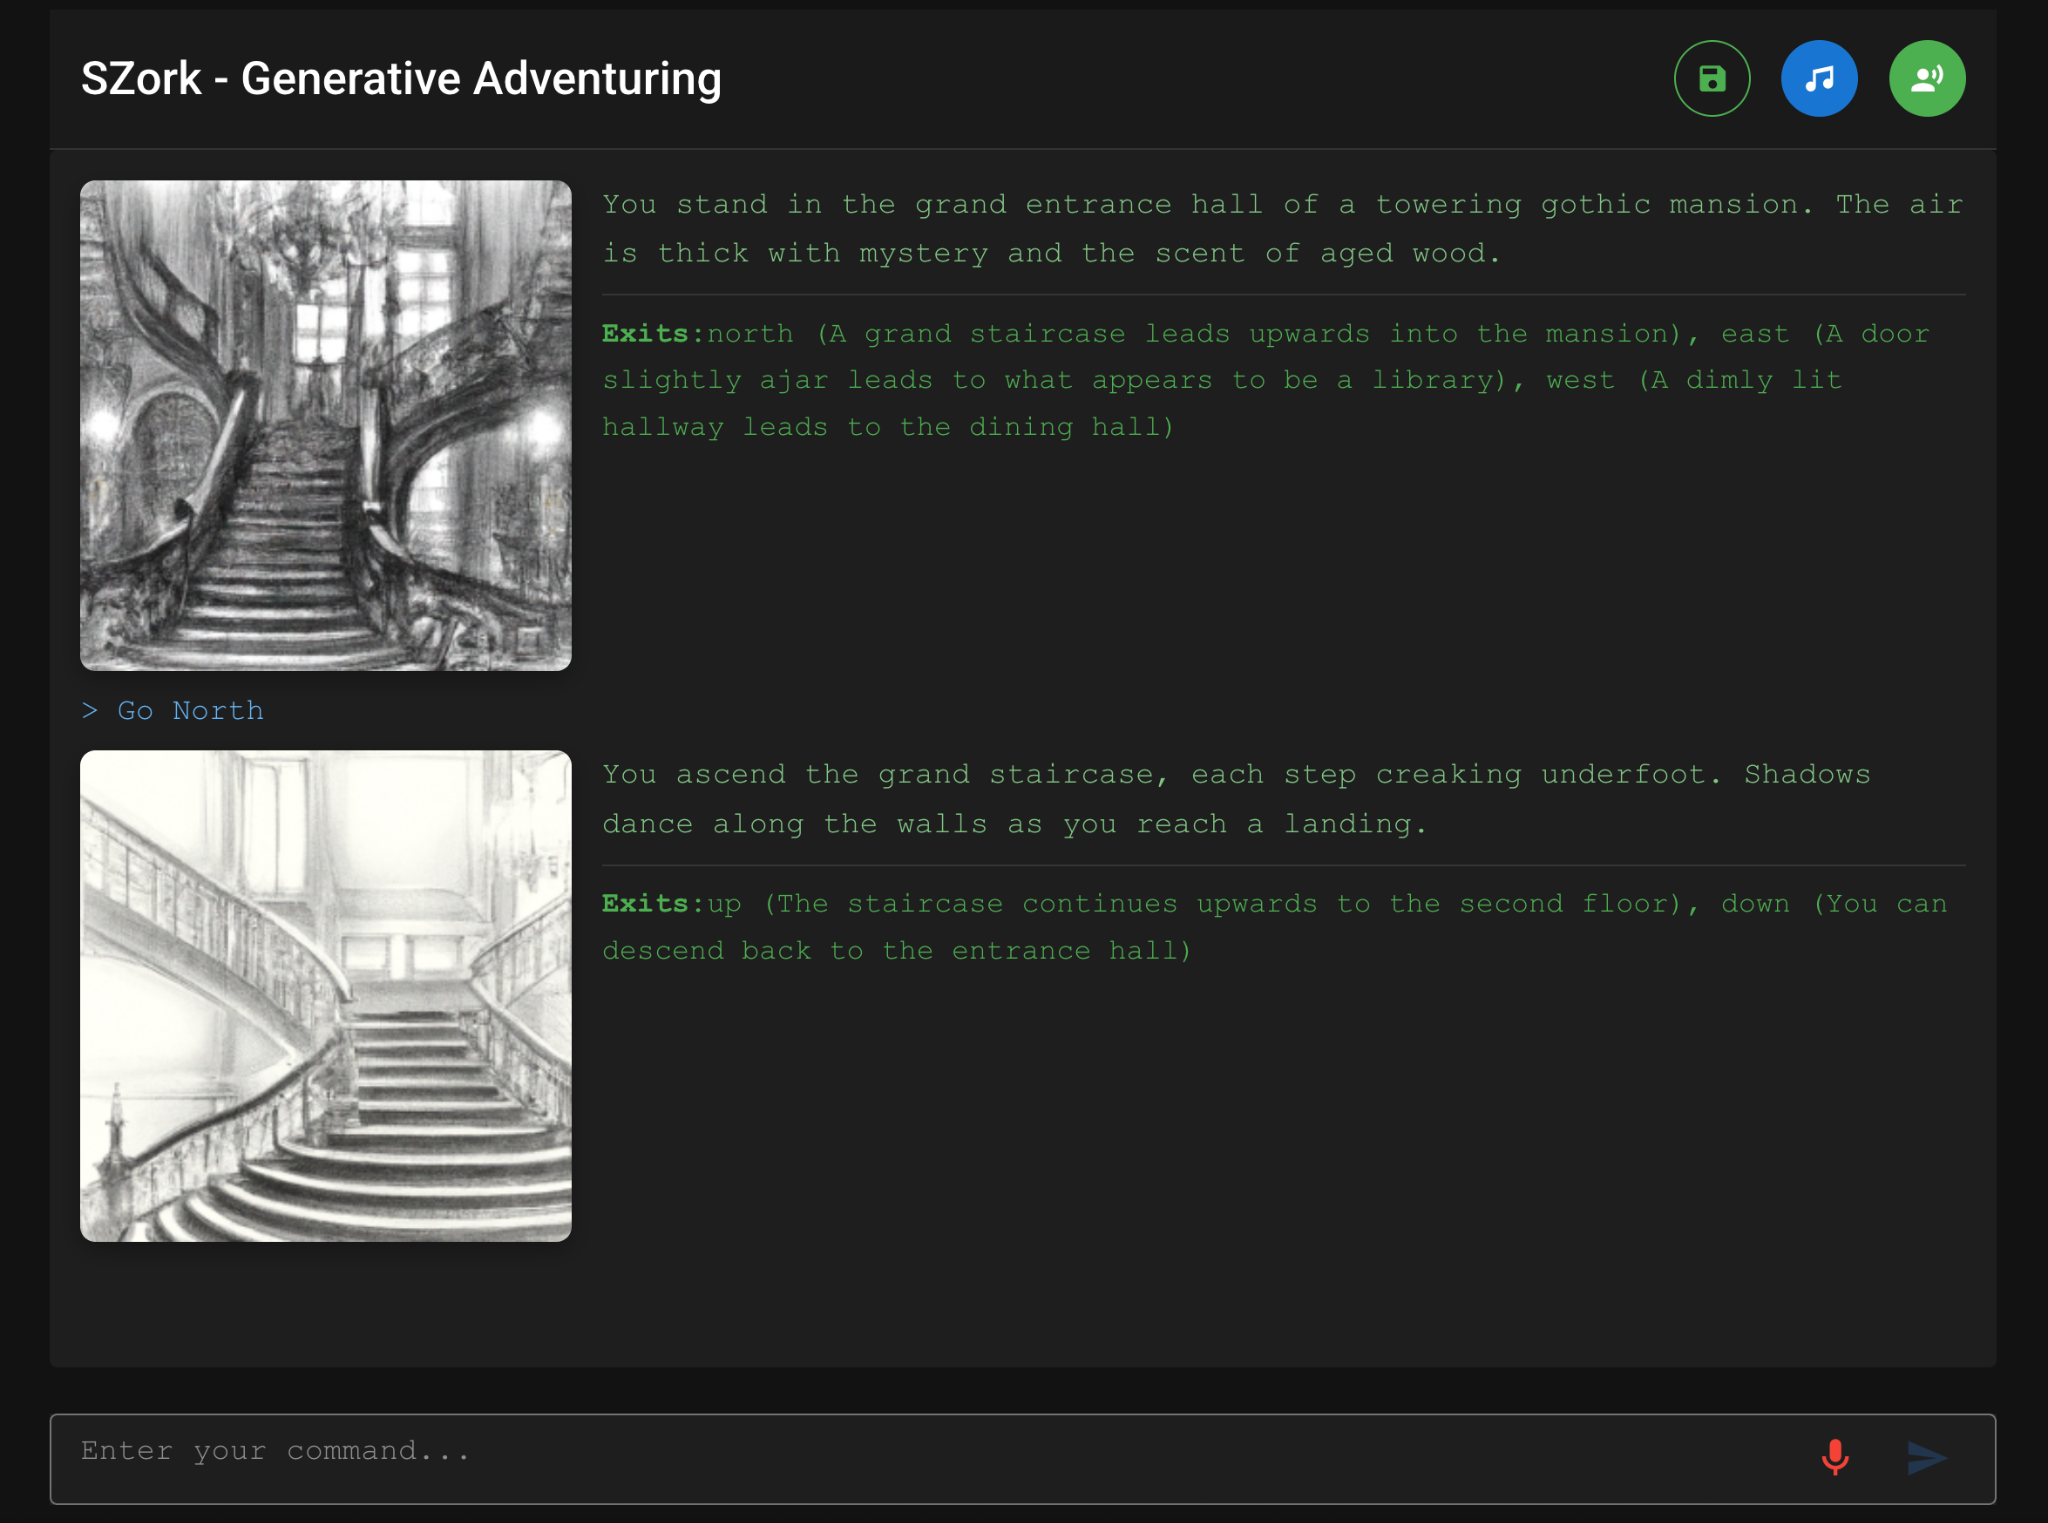 SZork - Generative Adventuring
You stand in the grand entrance hall of a towering gothic mansion. The air
is thick with mystery and the scent of aged wood.
Exits:north (A grand staircase leads upwards into the mansion), east (A door
slightly ajar leads to what appears to be a library), west (A dimly lit
hallway leads to the dining hall)
> Go North
You ascend the grand staircase, each step creaking underfoot. Shadows
dance along the walls as you reach a landing.
Exits:up (The staircase continues upwards to the second floor), down (You can
descend back to the entrance hall)
Enter your command...